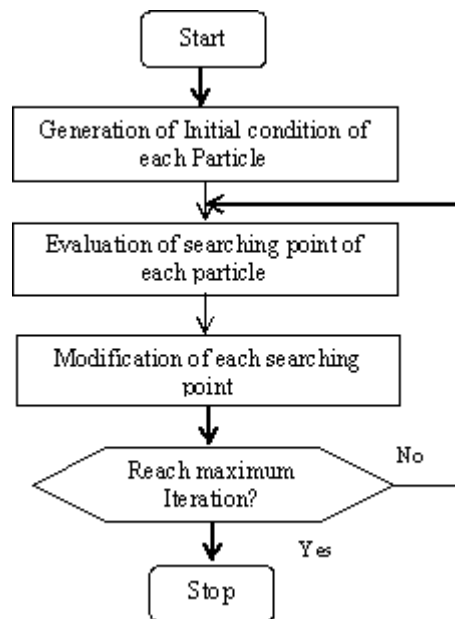 Start
Generation of Initial condition of
each Particle
Evaluation of searching point of
each particle
Modification of each searching
point
Reach maximum
Iteration?
No
Yes
Stop